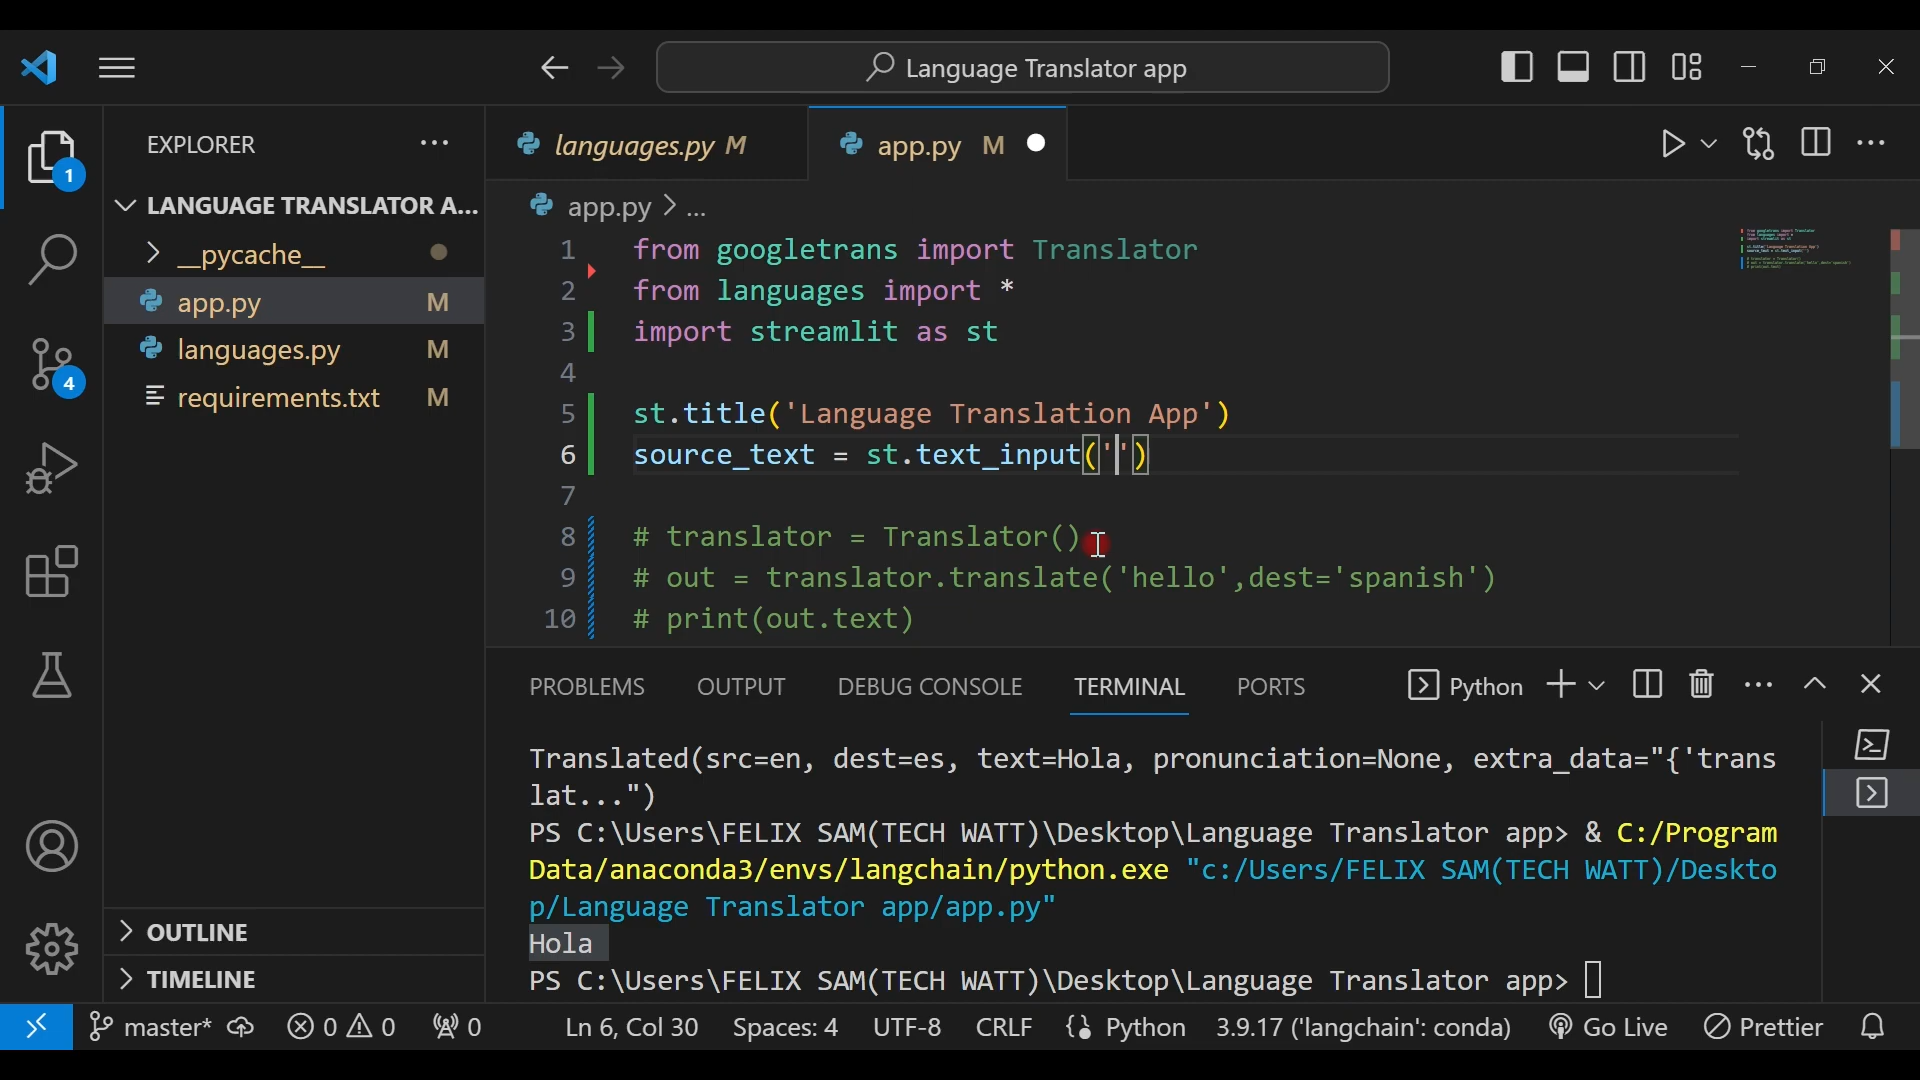 Language Translator app
EXPLORER
languages.py M
app.py M
1
LANGUAGE TRANSLATOR A...
app.py > ...
__pycache__
1 from googletrans import Translator
app.py M
2 from languages import *
languages.py M
3 import streamlit as st
4
4
requirements.txt M
5 st.title('Language Translation App')
6 source_text = st.text_input('')
7
8 # translator = Translator()
9 # out = translator.translate('hello',dest='spanish')
10 # print(out.text)
PROBLEMS OUTPUT DEBUG CONSOLE TERMINAL PORTS Python
Translated(src=en, dest=es, text=Hola, pronunciation=None, extra_data="{'trans
lat...")
PS C:\Users\FELIX SAM(TECH WATT)\Desktop\Language Translator app> & C:/Program
Data/anaconda3/envs/langchain/python.exe "c:/Users/FELIX SAM(TECH WATT)/Deskto
p/Language Translator app/app.py"
Hola
PS C:\Users\FELIX SAM(TECH WATT)\Desktop\Language Translator app>
OUTLINE
TIMELINE
master* 0 0 0 Ln 6, Col 30 Spaces: 4 UTF-8 CRLF Python 3.9.17 ('langchain': conda) Go Live Prettier